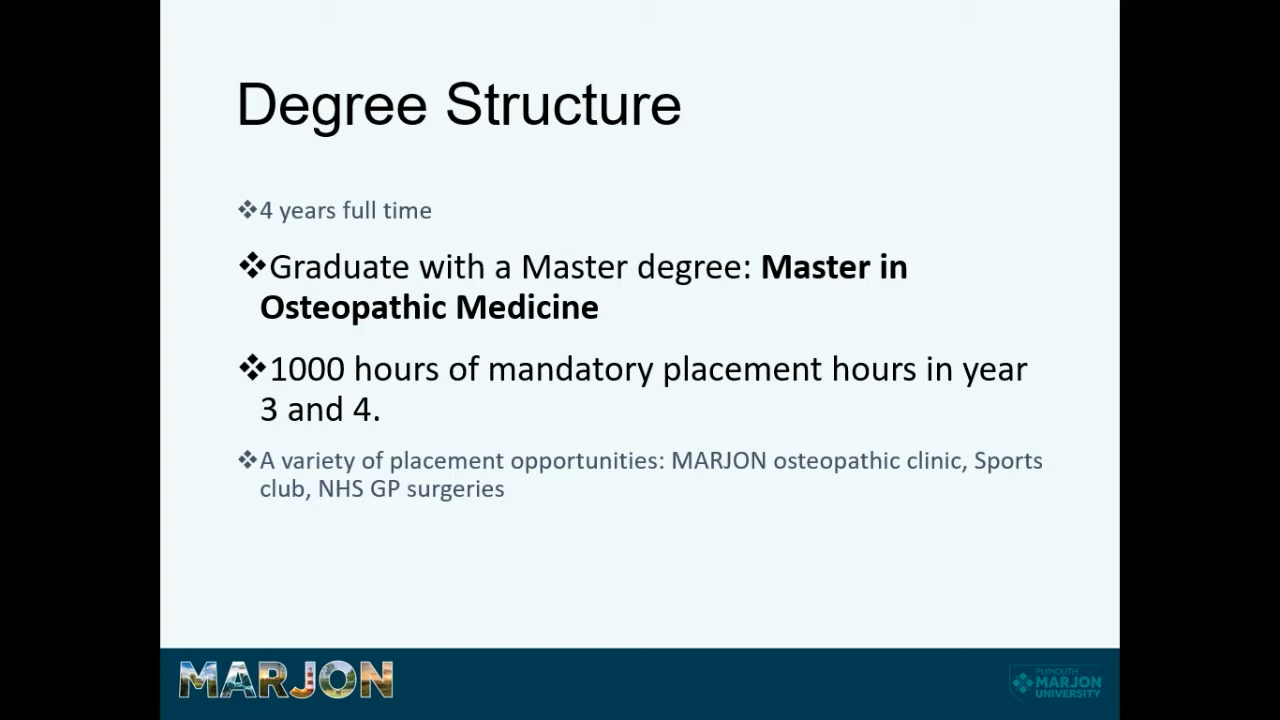 Degree Structure
❖4 years full time
❖Graduate with a Master degree: Master in
Osteopathic Medicine
❖1000 hours of mandatory placement hours in year
3 and 4.
❖A variety of placement opportunities: MARJON osteopathic clinic, Sports
club, NHS GP surgeries
MARJON
PLYMOUTH
MARJON
UNIVERSITY